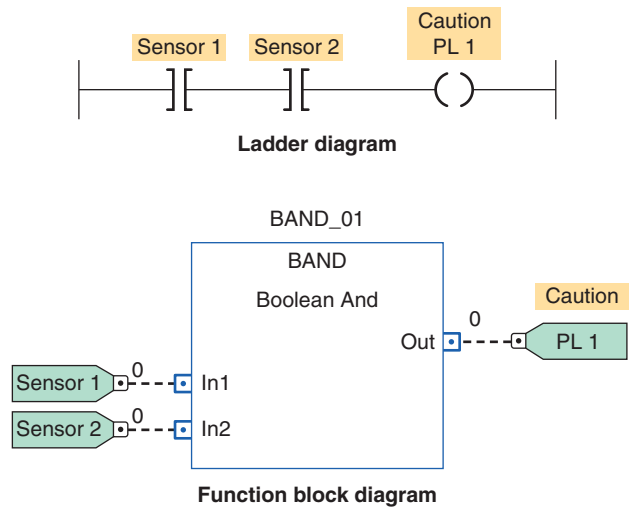 Caution
Sensor 1 Sensor 2 PL 1
Ladder diagram
BAND_01
BAND
Boolean And
Caution
0
Out PL 1
0
Sensor 1 In1
0
Sensor 2 In2
Function block diagram